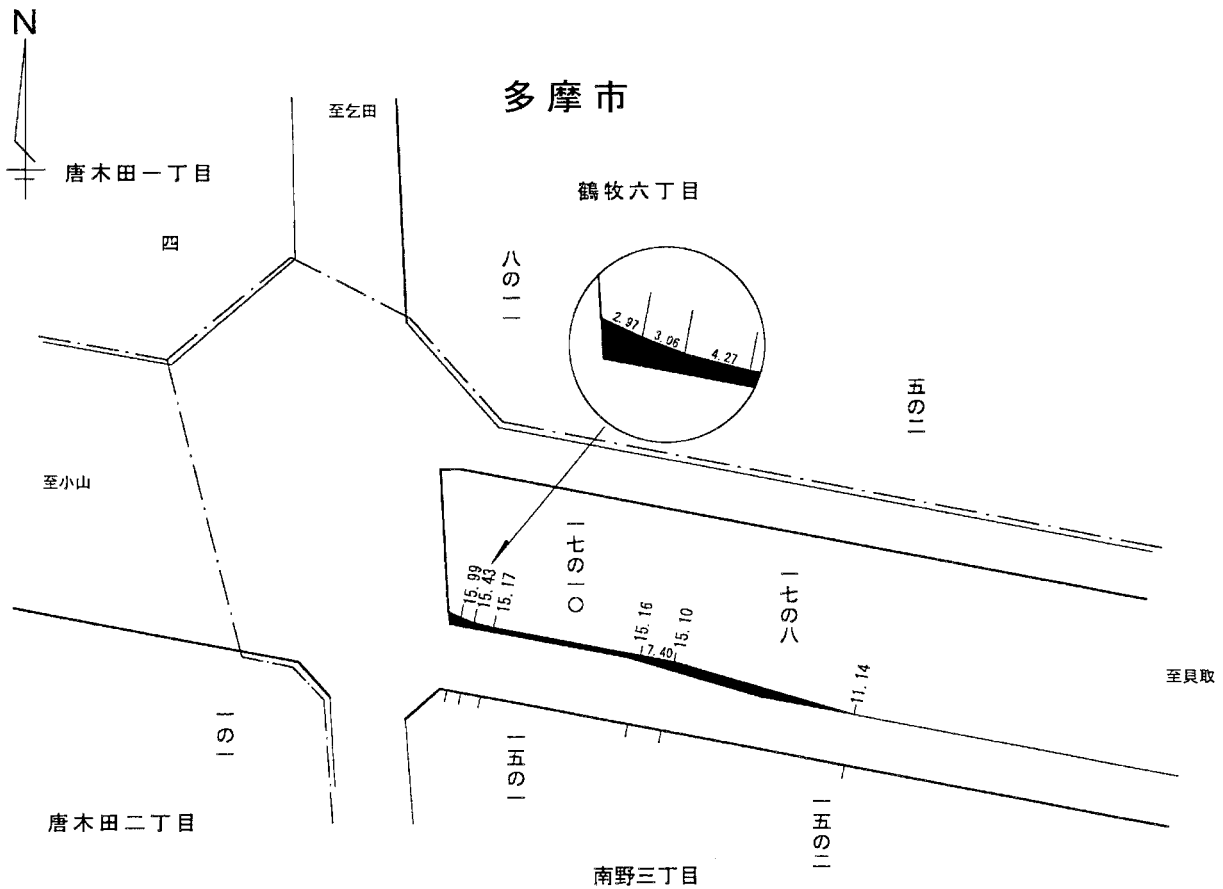 N
多摩市
至乞田
唐木田一丁目
鶴牧六丁目
四
八の一一
2.97
3.06
4.27
五の二
至小山
一七の一〇
15.99
15.43
15.17
一七の八
15.16
7.40
15.10
11.14
至貝取
一の一
一五の一
一五の二
唐木田二丁目
南野三丁目